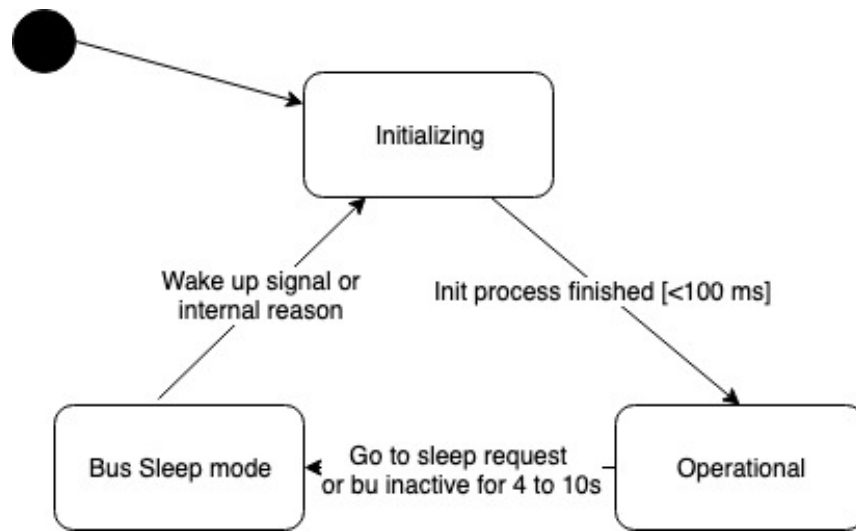 Initializing
Wake up signal or
internal reason
Init process finished [<100 ms]
Bus Sleep mode
Go to sleep request
or bu inactive for 4 to 10s
Operational